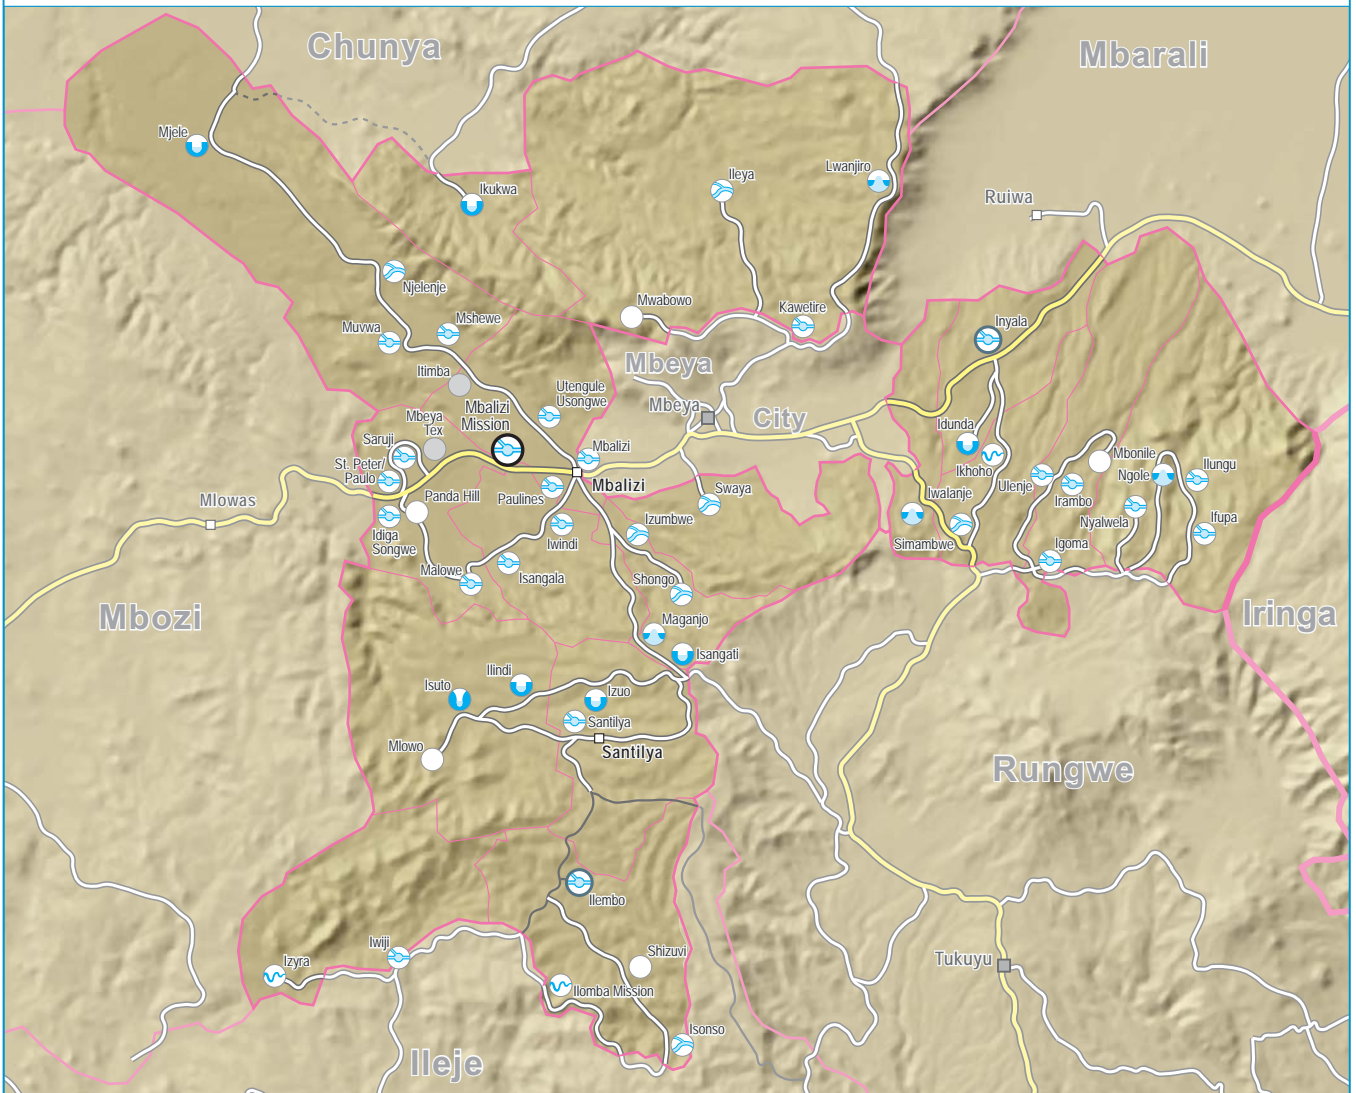 Chunya
Mbarali
Mjele
Ikukwa
Ileya
Lwanjiro
Ruiwa
Njelenje
Mwabowo
Kawetire
Muvwa
Mshewe
Inyala
Itimba
Mbeya
Utengule
Usongwe
Mbeya
City
Mbalizi
Mission
Mbeya
Tex
Saruji
Mbalizi
Idunda
Ikhoho
Mbonile
Ngole
Ilungu
St. Peter/
Paulo
Mlowas
Panda Hill
Paulines
Mbalizi
Swaya
Iwalanje
Ulenje
Irambo
Nyalwela
Ifupa
Idiga
Songwe
Iwindi
Izumbwe
Simambwe
Igoma
Malowe
Isangala
Shongo
Mbozi
Iringa
Maganjo
Isangati
Ilindi
Isuto
Izuo
Santilya
Mlowo
Santilya
Rungwe
Ilembo
Iwiji
Izyra
Shizuvi
Ilomba Mission
Tukuyu
Isonso
Ileje